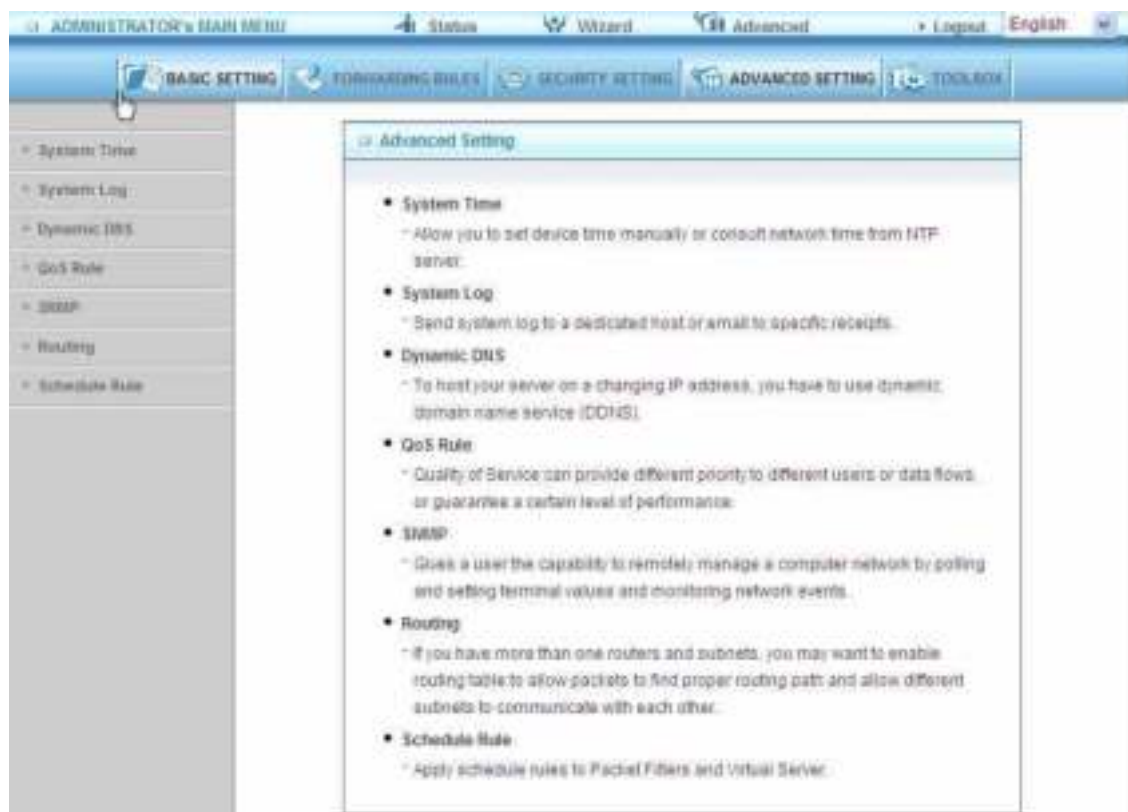 ADMINISTRATOR's MAIN MENU Status Wizard Advanced Logout English
BASIC SETTING FORWARDING RULES SECURITY SETTING ADVANCED SETTING TOOLBOX
System Time
System Log
Dynamic DNS
QoS Rule
SNMP
Routing
Schedule Rule
Advanced Setting
System Time
- Allow you to set device time manually or consult network time from NTP
server.
System Log
- Send system log to a dedicated host or email to specific receipts.
Dynamic DNS
- To host your server on a changing IP address, you have to use dynamic
domain name service (DDNS).
QoS Rule
- Quality of Service can provide different priority to different users or data flows,
or guarantee a certain level of performance.
SNMP
- Gives a user the capability to remotely manage a computer network by polling
and setting terminal values and monitoring network events.
Routing
- If you have more than one routers and subnets, you may want to enable
routing table to allow packets to find proper routing path and allow different
subnets to communicate with each other.
Schedule Rule
- Apply schedule rules to Packet Filters and Virtual Server.